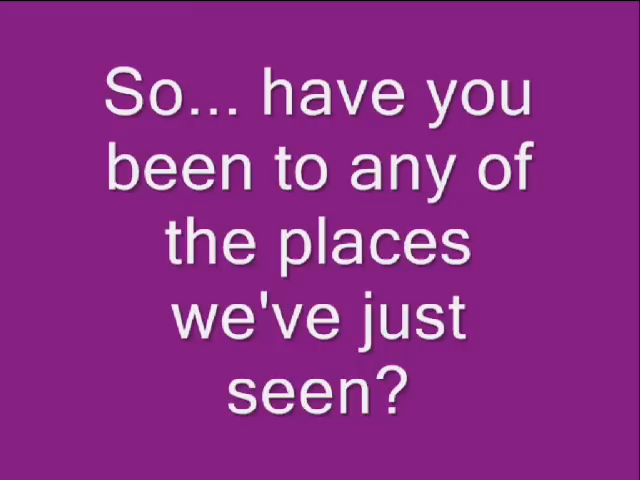 So... have you
been to any of
the places
we've just
seen?